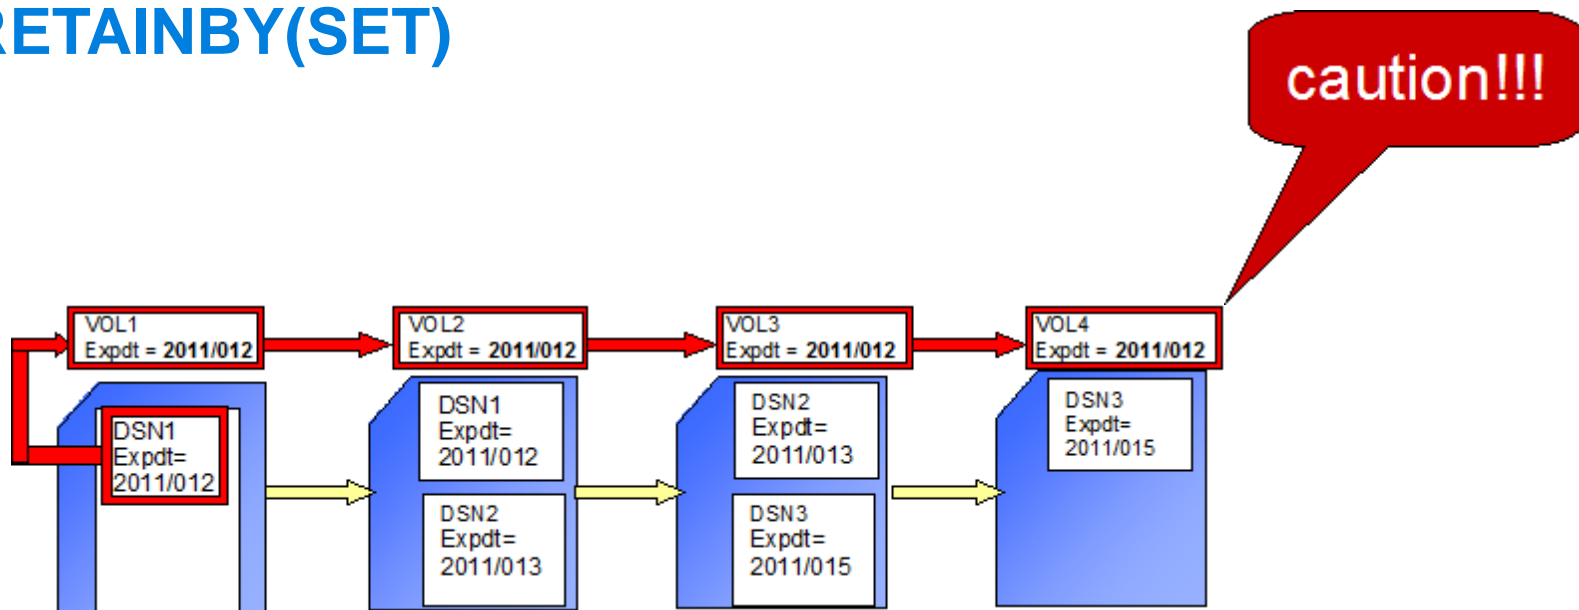 RETAINBY(SET)
caution!!!
VOL1
Expdt = 2011/012
VOL2
Expdt = 2011/012
VOL3
Expdt = 2011/012
VOL4
Expdt = 2011/012
DSN1
Expdt=
2011/012
DSN1
Expdt=
2011/012
DSN2
Expdt=
2011/013
DSN2
Expdt=
2011/013
DSN3
Expdt=
2011/015
DSN3
Expdt=
2011/015